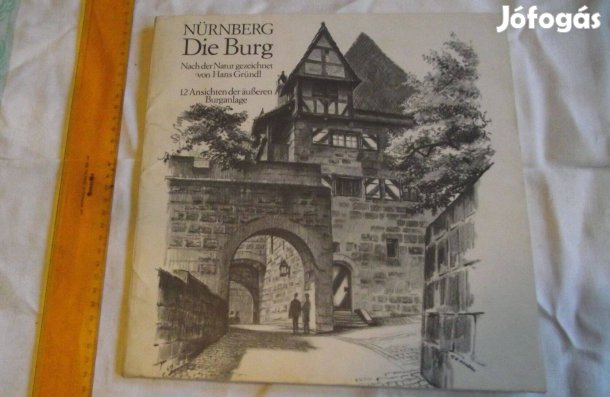 Jófogás
NÜRNBERG
Die Burg
Nach der Natur gezeichnet
von Hans Gründl
12 Ansichten der äußeren
Burganlage